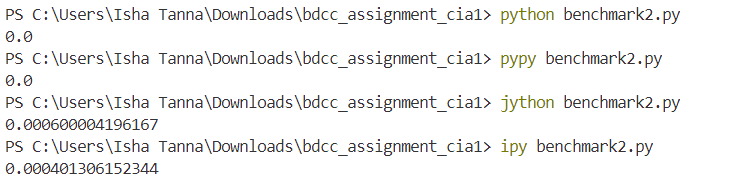 PS C:\Users\Isha Tanna\Downloads\bdcc_assignment_cia1> python benchmark2.py
0.0
PS C:\Users\Isha Tanna\Downloads\bdcc_assignment_cia1> pypy benchmark2.py
0.0
PS C:\Users\Isha Tanna\Downloads\bdcc_assignment_cia1> jython benchmark2.py
0.000600004196167
PS C:\Users\Isha Tanna\Downloads\bdcc_assignment_cia1> ipy benchmark2.py
0.000401306152344